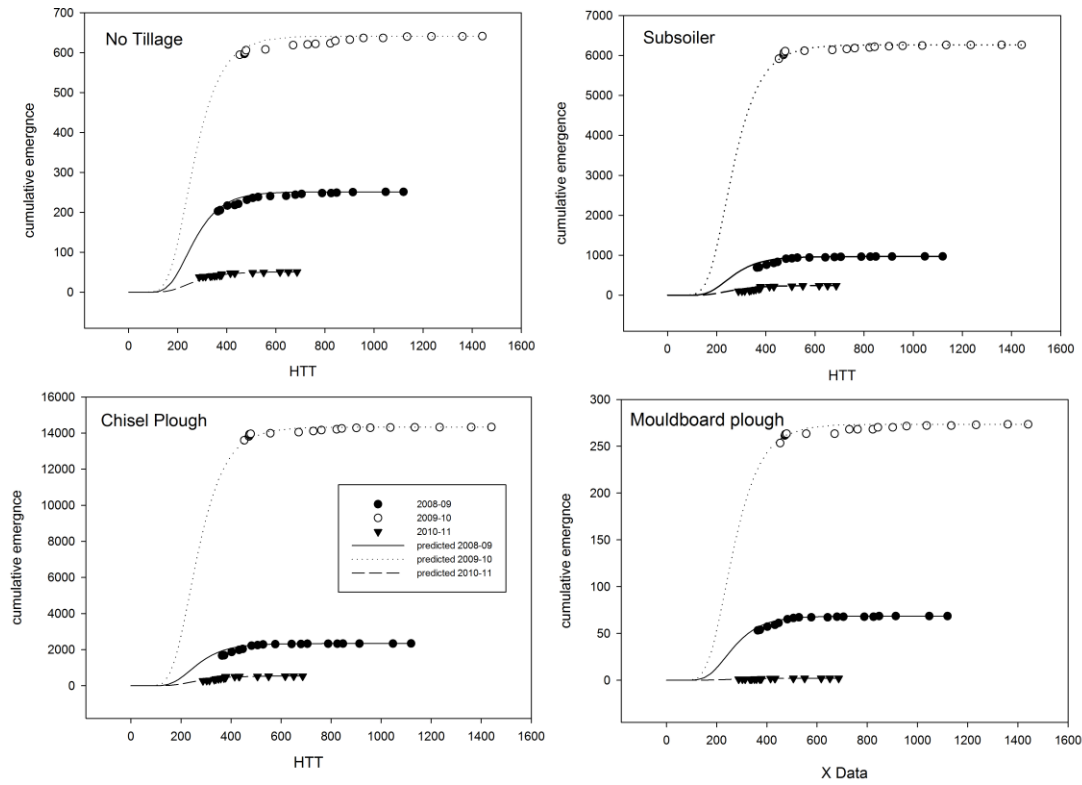 No Tillage
cumulative emergnce
700
600
500
400
300
200
100
0
0 200 400 600 800 1000 1200 1400 1600
HTT
Subsoiler
cumulative emergence
7000
6000
5000
4000
3000
2000
1000
0
0 200 400 600 800 1000 1200 1400 1600
HTT
Chisel Plough
cumulative emergnce
16000
14000
12000
10000
8000
6000
4000
2000
0
2008-09
2009-10
2010-11
predicted 2008-09
predicted 2009-10
predicted 2010-11
0 200 400 600 800 1000 1200 1400 1600
HTT
Mouldboard plough
cumulative emergnce
300
250
200
150
100
50
0
0 200 400 600 800 1000 1200 1400 1600
X Data